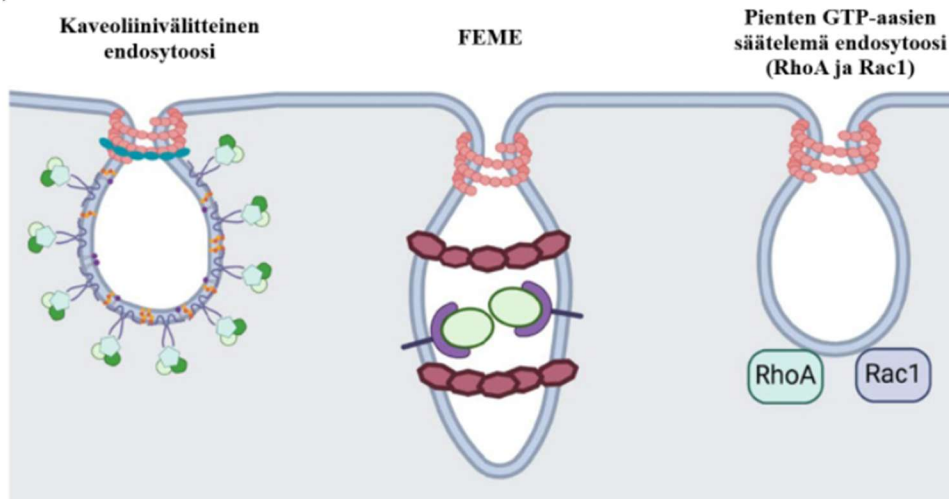 Kaveoliinivälitteinen
endosytoosi
FEME
Pienten GTP-aasien
säätelemä endosytoosi
(RhoA ja Rac1)
RhoA
Rac1